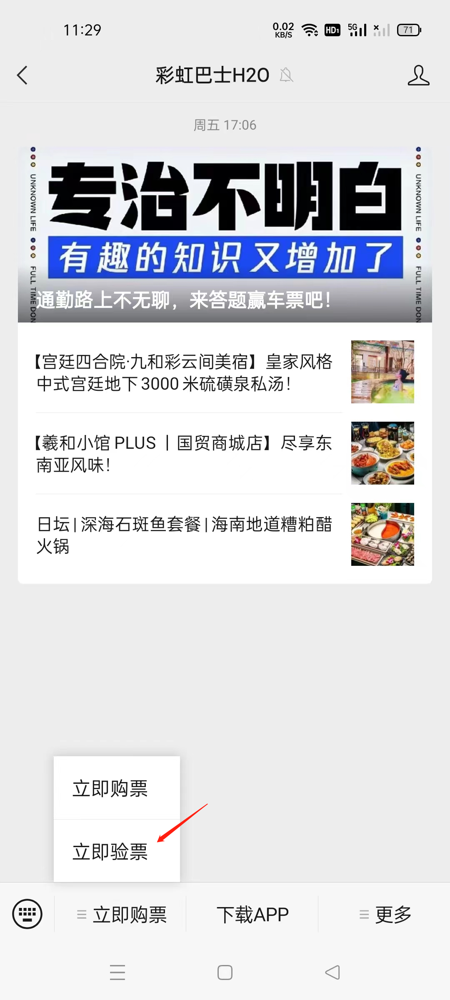 11:29
0.02
KB/S
HD1
5G
71
彩虹巴士H2O
周五 17:06
UNKNOWN LIFE
FULL TIME DON
UNKNOWN LIFE
FULL TIME DON
专治不明白
有趣的知识又增加了
通勤路上不无聊，来答题赢车票吧！
【宫廷四合院·九和彩云间美宿】皇家风格
中式宫廷地下3000米硫磺泉私汤！
【羲和小馆 PLUS｜国贸商城店】尽享东
南亚风味！
日坛|深海石斑鱼套餐|海南地道糟粕醋
火锅
立即购票
立即验票
立即购票
下载APP
更多